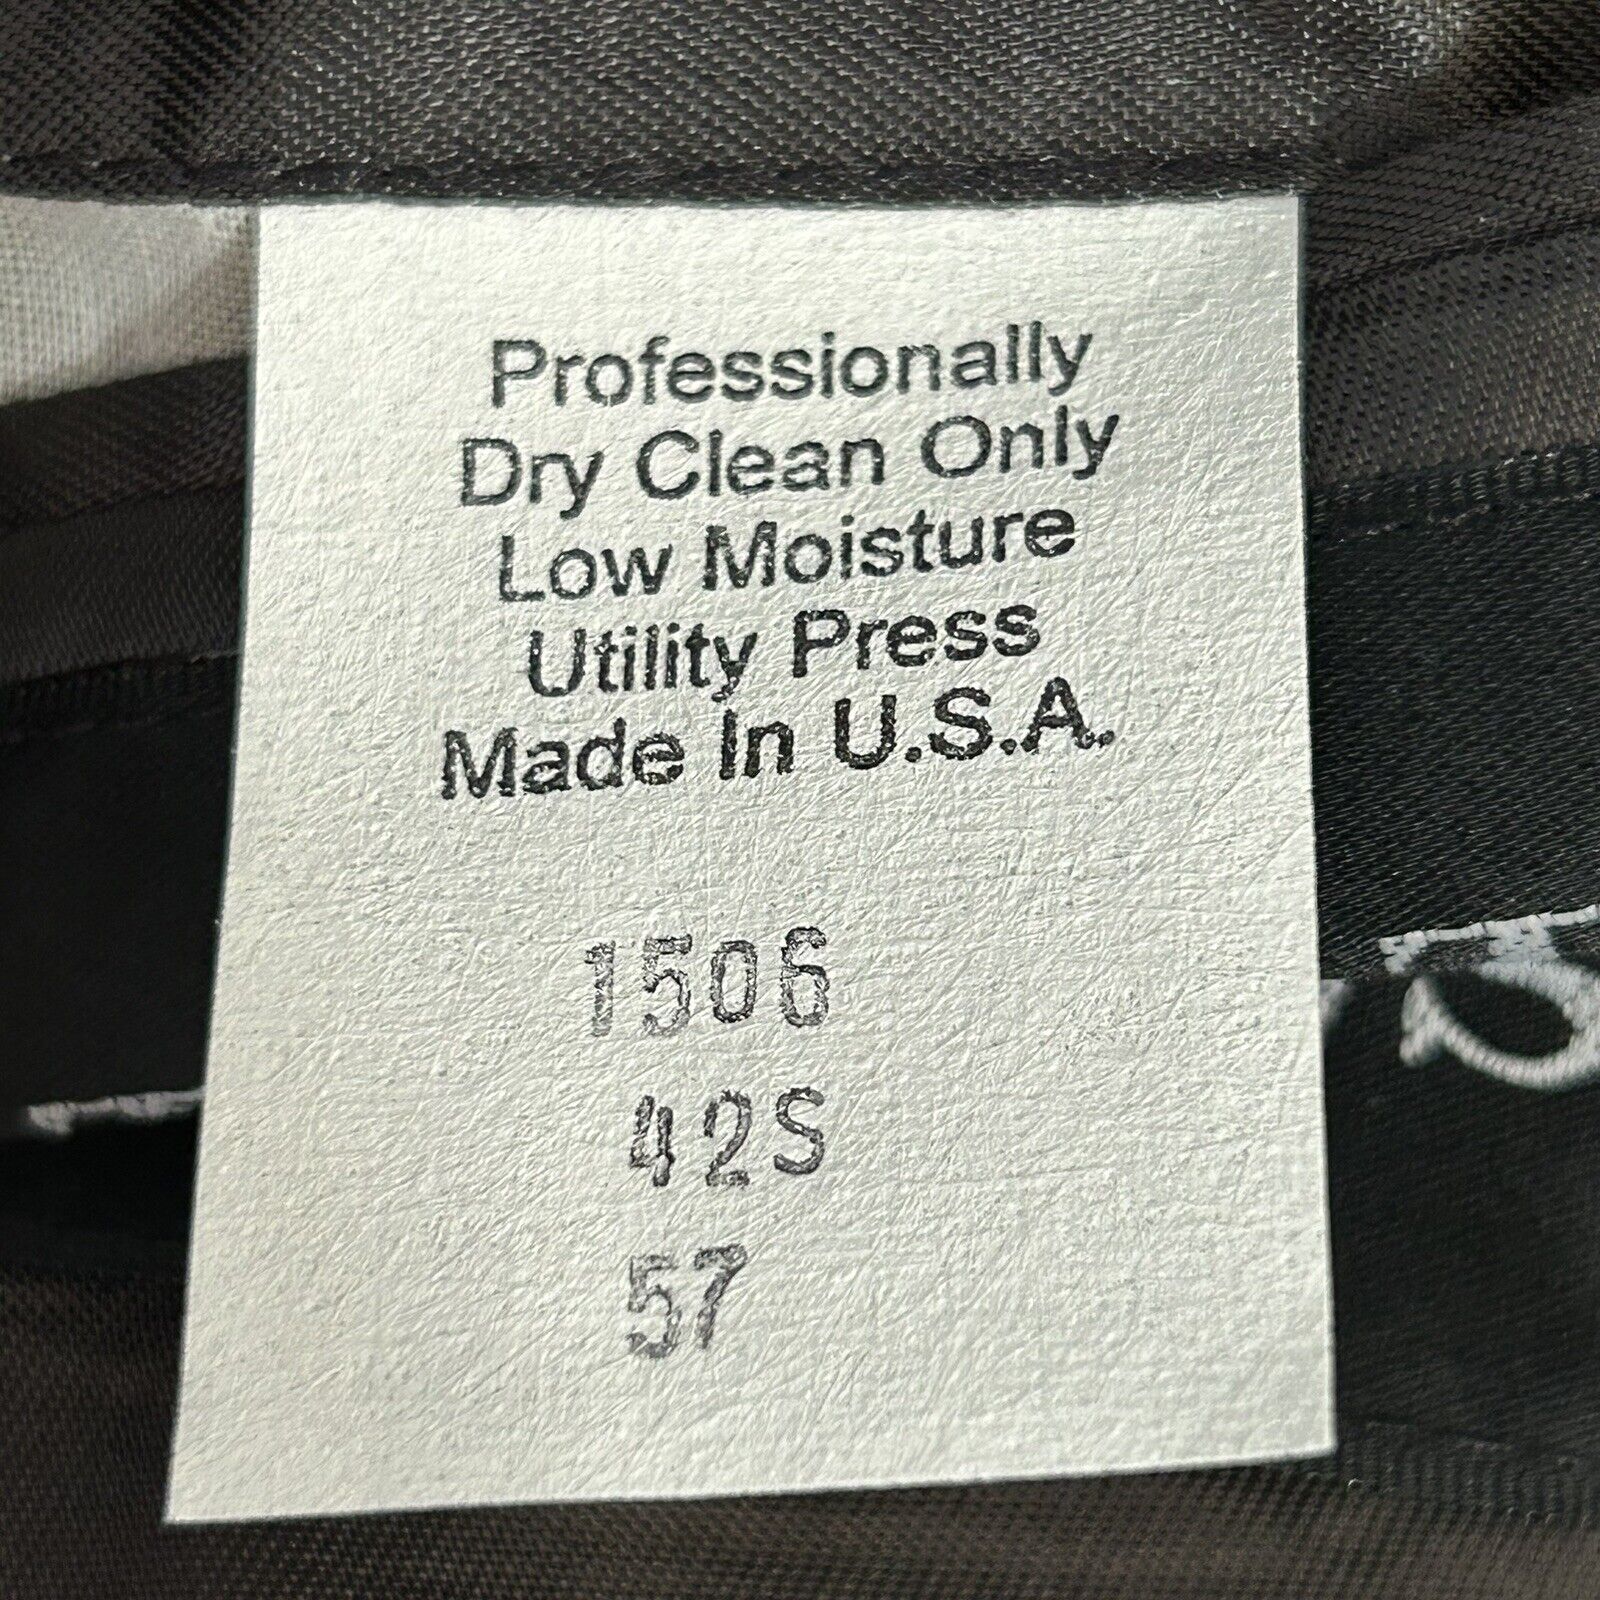 Professionally
Dry Clean Only
Low Moisture
Utility Press
Made In U.S.A.
1506
42S
57